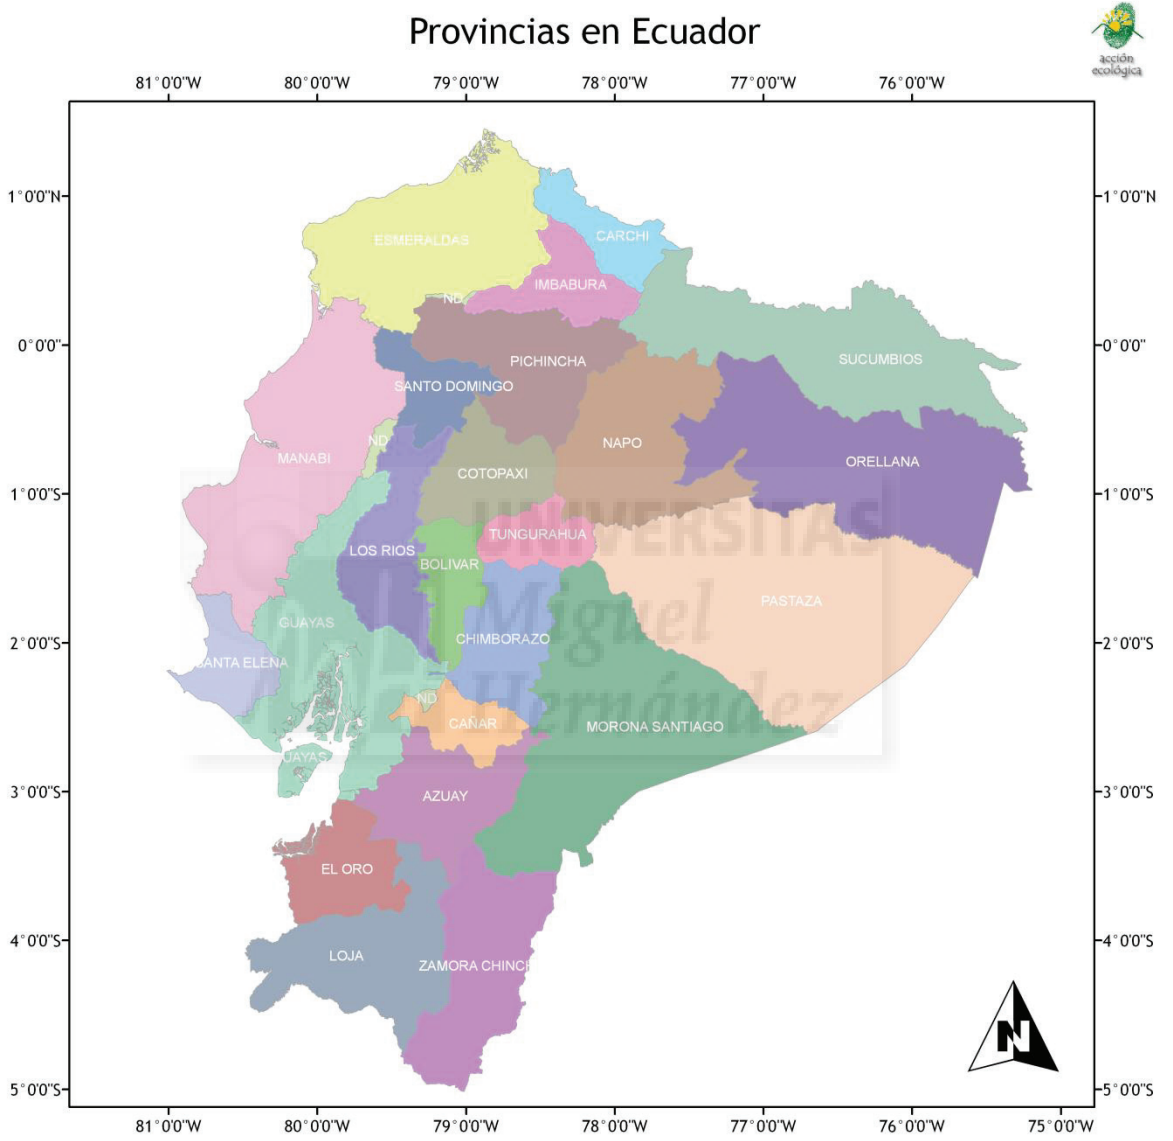 Provincias en Ecuador
acción
ecológica
81°0'0"W 80°0'0"W 79°0'0"W 78°0'0"W 77°0'0"W 76°0'0"W
1°0'0"N 1°0'0"N
ESMERALDAS
CARCHI
IMBABURA
ND
0°0'0" 0°0'0"
SUCUMBIOS
PICHINCHA
SANTO DOMINGO
ND
NAPO
MANABI
ORELLANA
COTOPAXI
1°0'0"S 1°0'0"S
UNIVERSITAS
TUNGURAHUA
LOS RIOS
BOLIVAR
PASTAZA
Miguel
GUAYAS
2°0'0"S 2°0'0"S
CHIMBORAZO
SANTA ELENA
ND
Hernández
CAÑAR
MORONA SANTIAGO
UAYAS
3°0'0"S 3°0'0"S
AZUAY
EL ORO
4°0'0"S 4°0'0"S
LOJA
ZAMORA CHINCH
N
5°0'0"S 5°0'0"S
81°0'0"W 80°0'0"W 79°0'0"W 78°0'0"W 77°0'0"W 76°0'0"W 75°0'0"W